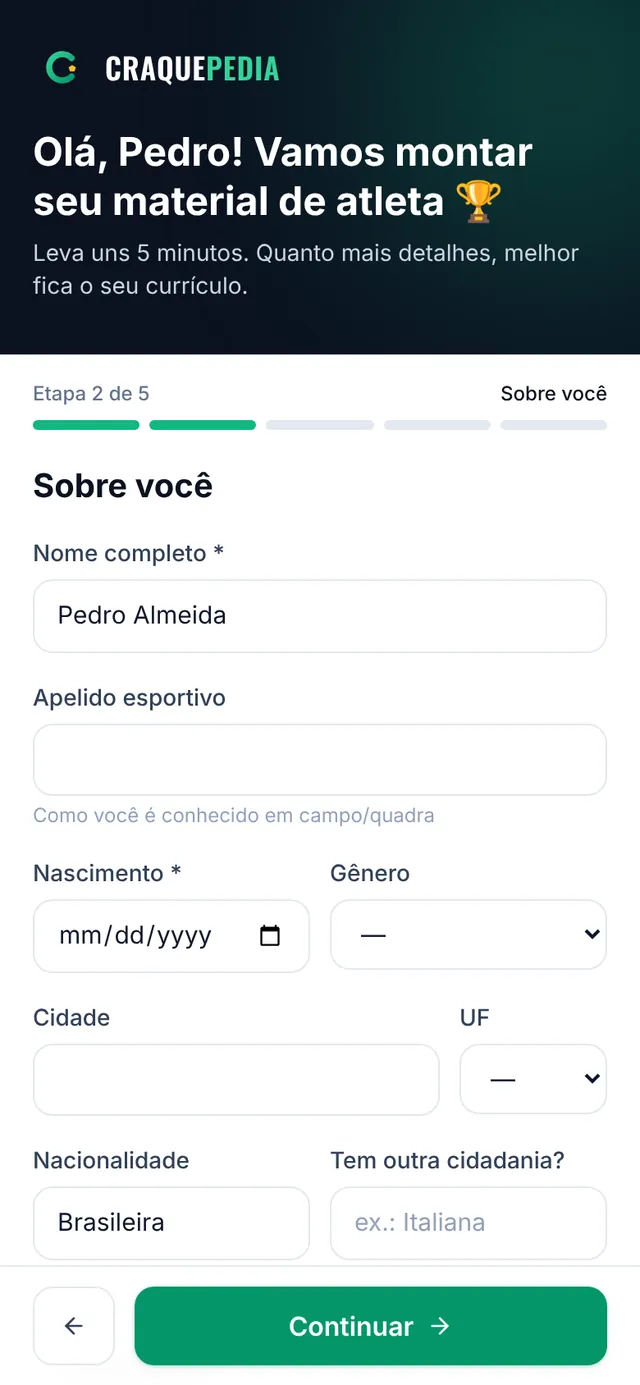 CRAQUEPEDIA
Olá, Pedro! Vamos montar
seu material de atleta 🏆
Leva uns 5 minutos. Quanto mais detalhes, melhor
fica o seu currículo.
Etapa 2 de 5
Sobre você
Sobre você
Nome completo *
Pedro Almeida
Apelido esportivo
Como você é conhecido em campo/quadra
Nascimento *
Gênero
mm/dd/yyyy
—
Cidade
UF
—
Nacionalidade
Tem outra cidadania?
Brasileira
ex.: Italiana
← 
Continuar →